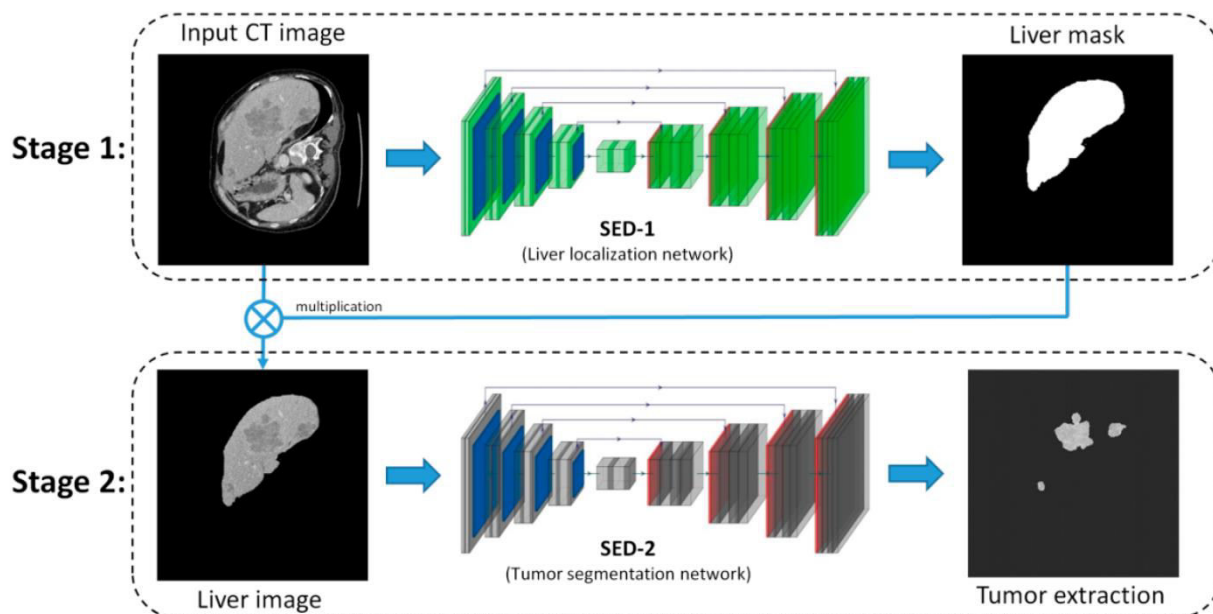 Input CT image
Liver mask
Stage 1:
SED-1
(Liver localization network)
multiplication
Stage 2:
SED-2
(Tumor segmentation network)
Liver image
Tumor extraction